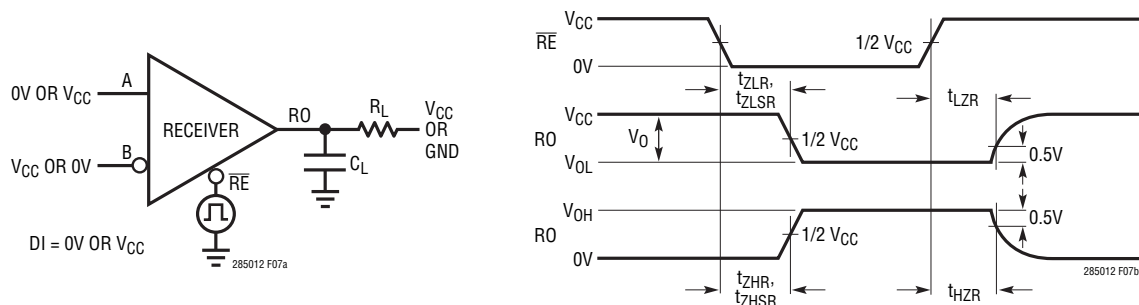 0V OR VCC
A
RECEIVER
RO
RL
VCC
OR
GND
VCC OR 0V
B
RE
CL
DI = 0V OR VCC
285012 F07a
VCC
RE
0V
1/2 VCC
tZLR,
tZLSR
tLZR
VCC
RO
VO
1/2 VCC
VOL
0.5V
VOH
RO
1/2 VCC
0.5V
0V
tZHR,
tZHSR
tHZR
285012 F07b